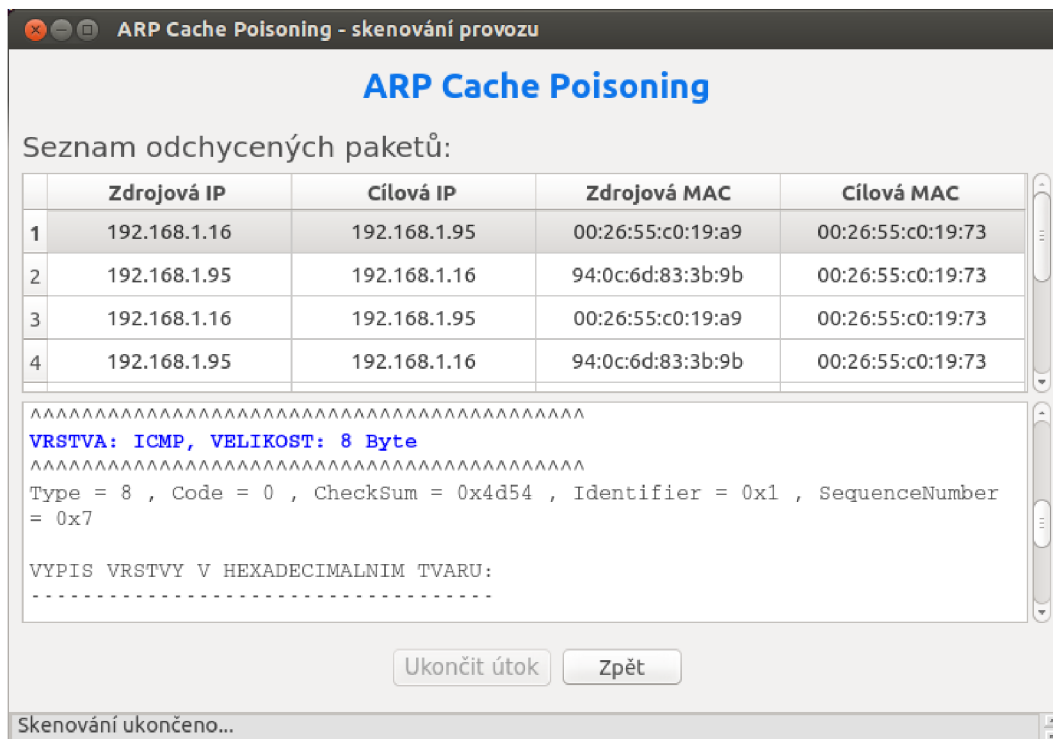 ARP Cache Poisoning - skenování provozu
ARP Cache Poisoning
Seznam odchycených paketů:
Zdrojová IP Cílová IP Zdrojová MAC Cílová MAC
1 192.168.1.16 192.168.1.95 00:26:55:c0:19:a9 00:26:55:c0:19:73
2 192.168.1.95 192.168.1.16 94:0c:6d:83:3b:9b 00:26:55:c0:19:73
3 192.168.1.16 192.168.1.95 00:26:55:c0:19:a9 00:26:55:c0:19:73
4 192.168.1.95 192.168.1.16 94:0c:6d:83:3b:9b 00:26:55:c0:19:73
^^^^^^^^^^^^^^^^^^^^^^^^^^^^^^^^^^^^^^^^^^^
VRSTVA: ICMP, VELIKOST: 8 Byte
^^^^^^^^^^^^^^^^^^^^^^^^^^^^^^^^^^^^^^^^^^^
Type = 8 , Code = 0 , CheckSum = 0x4d54 , Identifier = 0x1 , SequenceNumber
= 0x7
VYPIS VRSTVY V HEXADECIMALNIM TVARU:
- - - - - - - - - - - - - - - - - - - - - - - - - - - - - - - - - - - -
Ukončit útok Zpět
Skenování ukončeno...